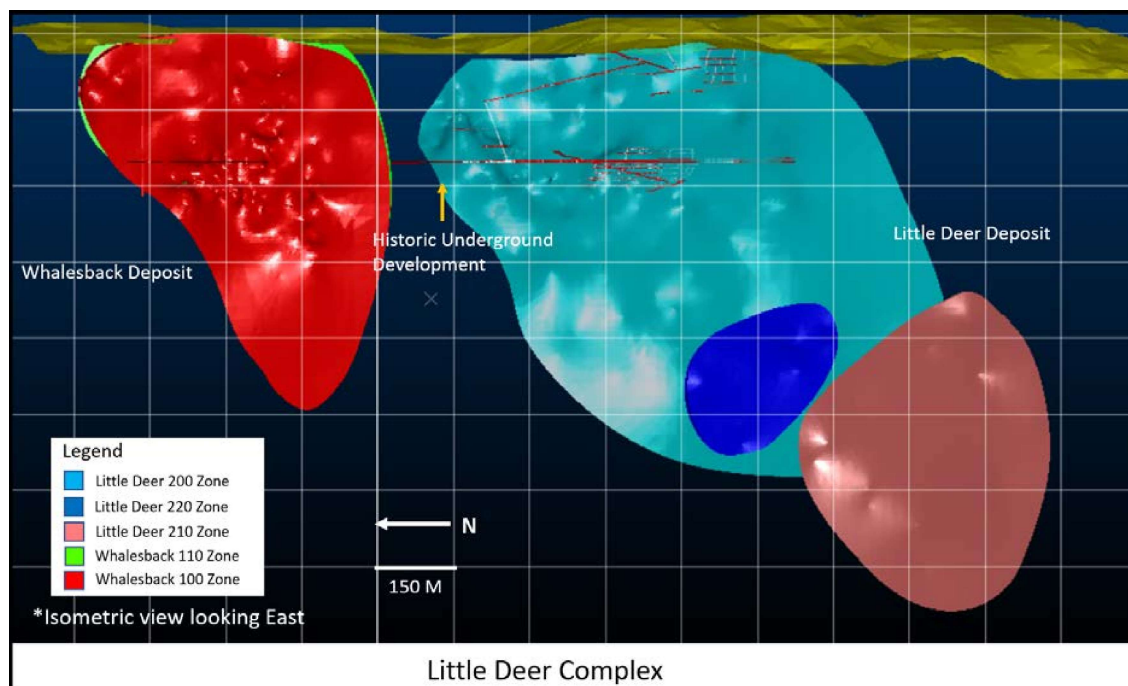 Historic Underground
Development
Little Deer Deposit
Whalesback Deposit
Legend
Little Deer 200 Zone
Little Deer 220 Zone
Little Deer 210 Zone
Whalesback 110 Zone
Whalesback 100 Zone
N
150 M
*Isometric view looking East
Little Deer Complex